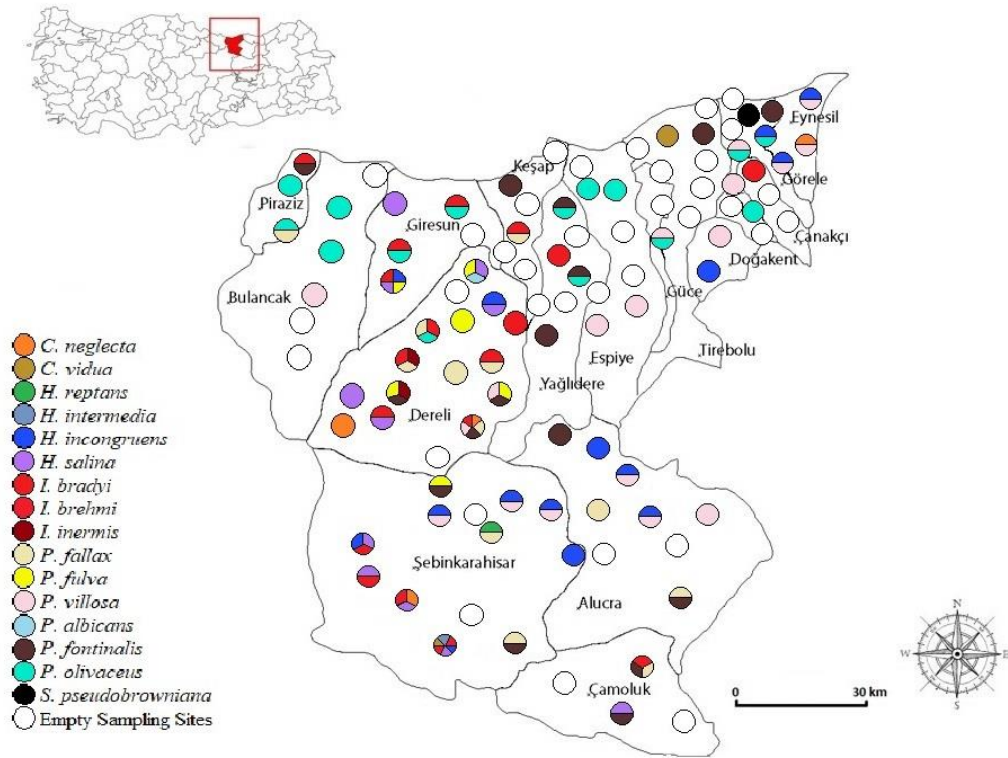 Eynesil
Keşap
Görele
Piraziz
Giresun
Çanakçı
Doğakent
Bulancak
Güce
Espiye
Tirebolu
Yağlıdere
Dereli
C. neglecta
C. vidua
H. reptans
H. intermedia
H. incongruens
H. salina
I. bradyi
I. brehmi
I. inermis
P. fallax
P. fulva
P. villosa
P. albicans
P. fontinalis
P. olivaceus
S. pseudobrowniana
Empty Sampling Sites
Şebinkarahisar
Alucra
Çamoluk
0 30 km
N
W E
S